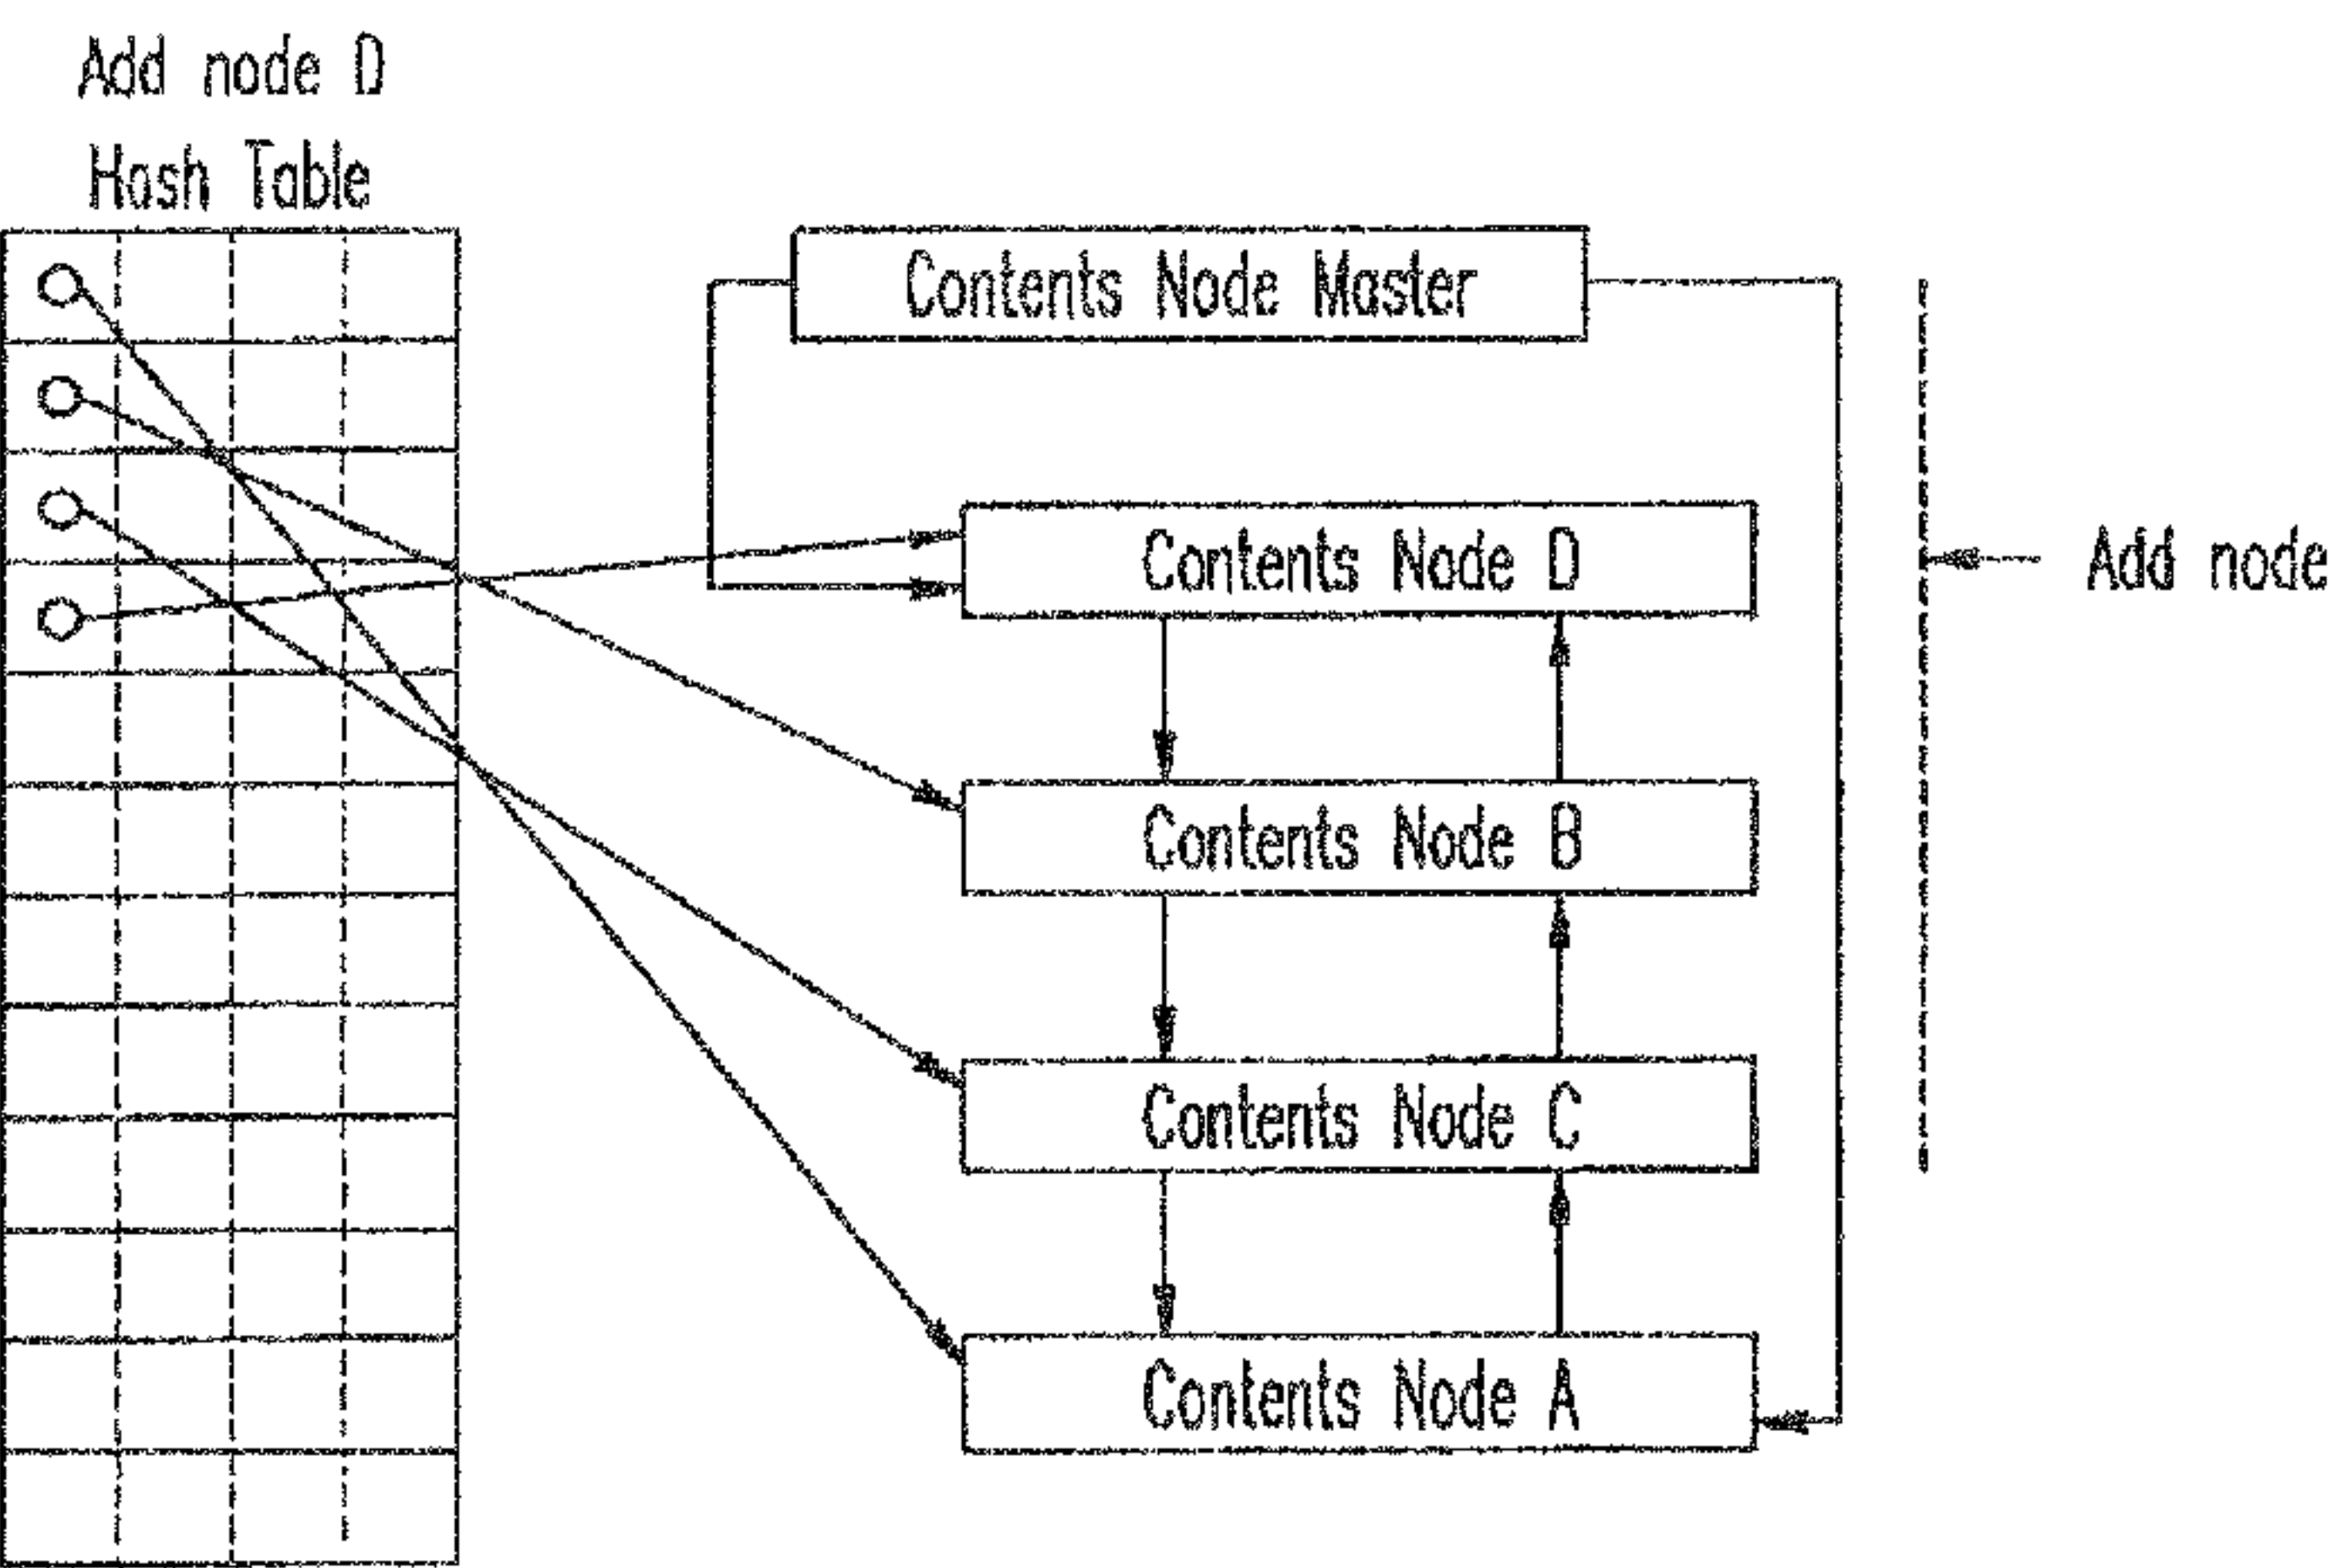 Add node D
Hash Table
Contents Node Master
Contents Node D
Add node
Contents Node B
Contents Node C
Contents Node A